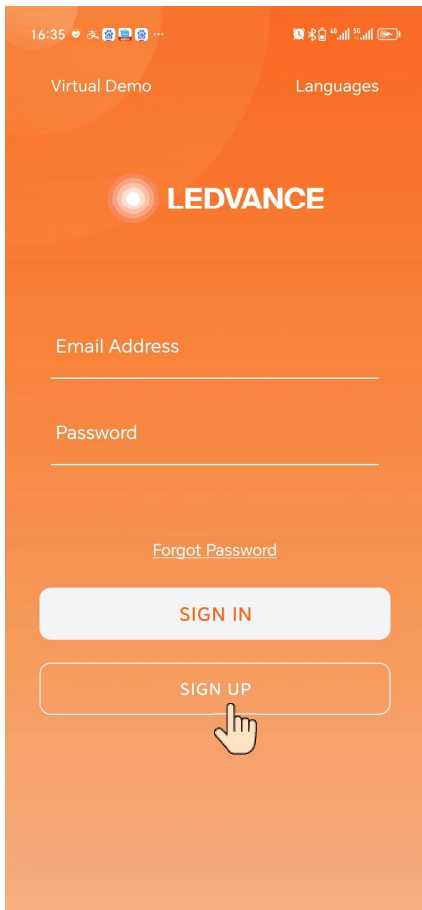 16:35
Virtual Demo
Languages
LEDVANCE
Email Address
Password
Forgot Password
SIGN IN
SIGN UP